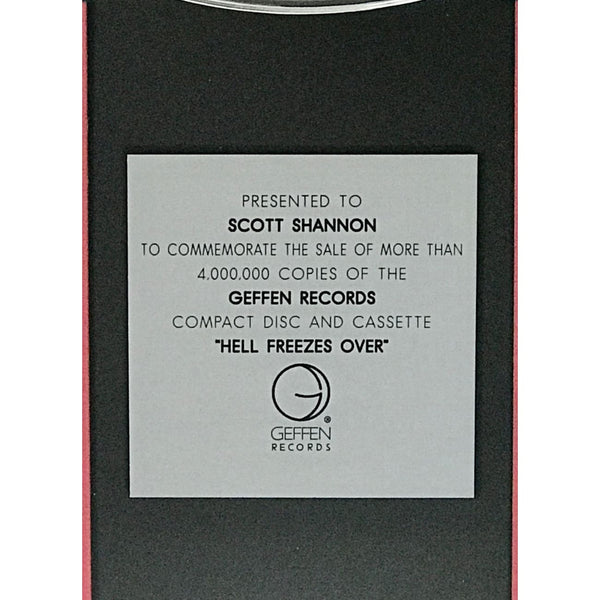 PRESENTED TO
SCOTT SHANNON
TO COMMEMORATE THE SALE OF MORE THAN
4,000,000 COPIES OF THE
GEFFEN RECORDS
COMPACT DISC AND CASSETTE
"HELL FREEZES OVER"
®
GEFFEN
RECORDS